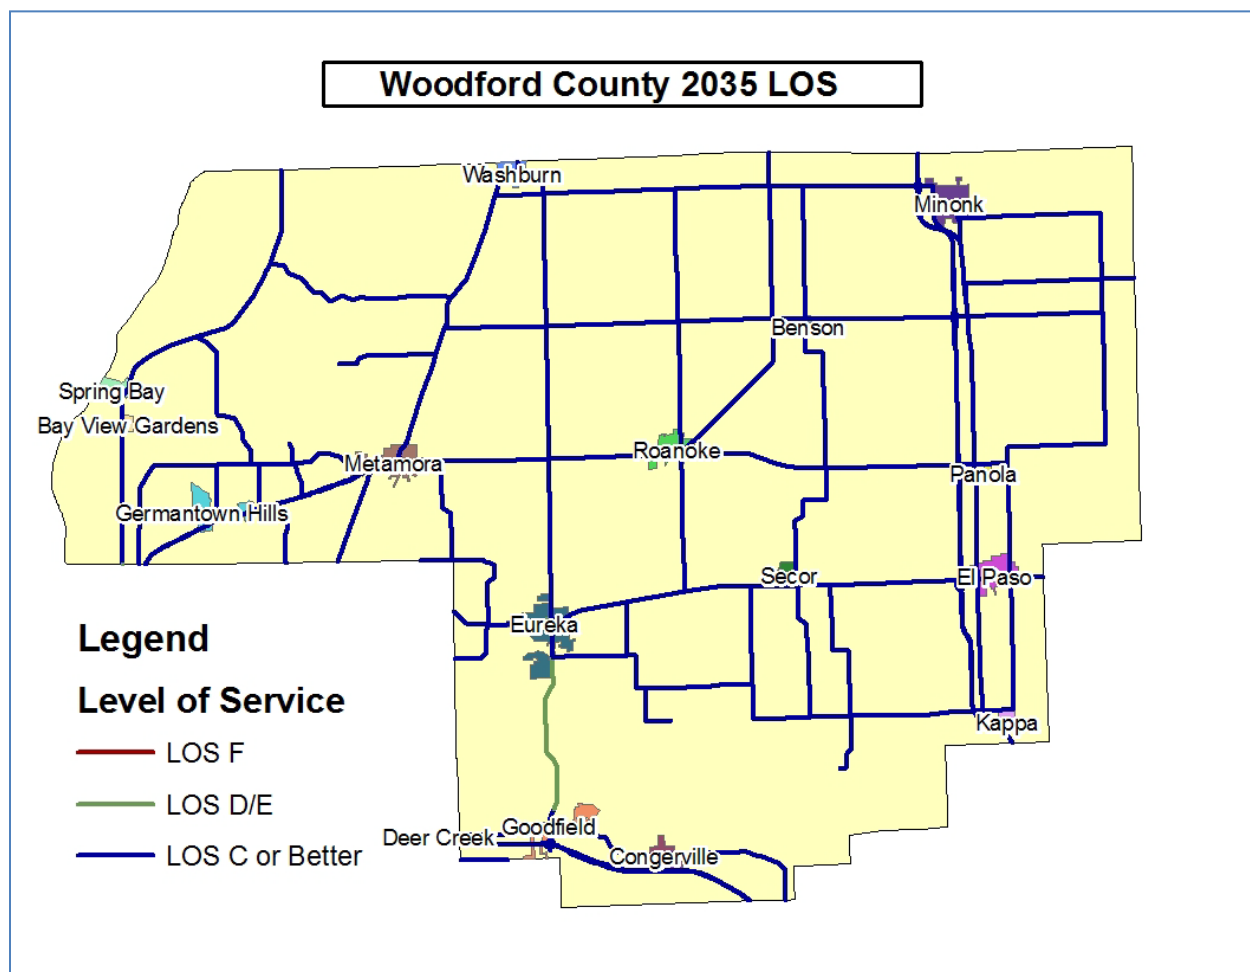 Woodford County 2035 LOS
Washburn
Minonk
Benson
Spring Bay
Bay View Gardens
Roanoke
Metamora
Panola
Germantown Hills
Secor
El Paso
Eureka
Kappa
Goodfield
Deer Creek
Congerville
Legend
Level of Service
LOS F
LOS D/E
LOS C or Better